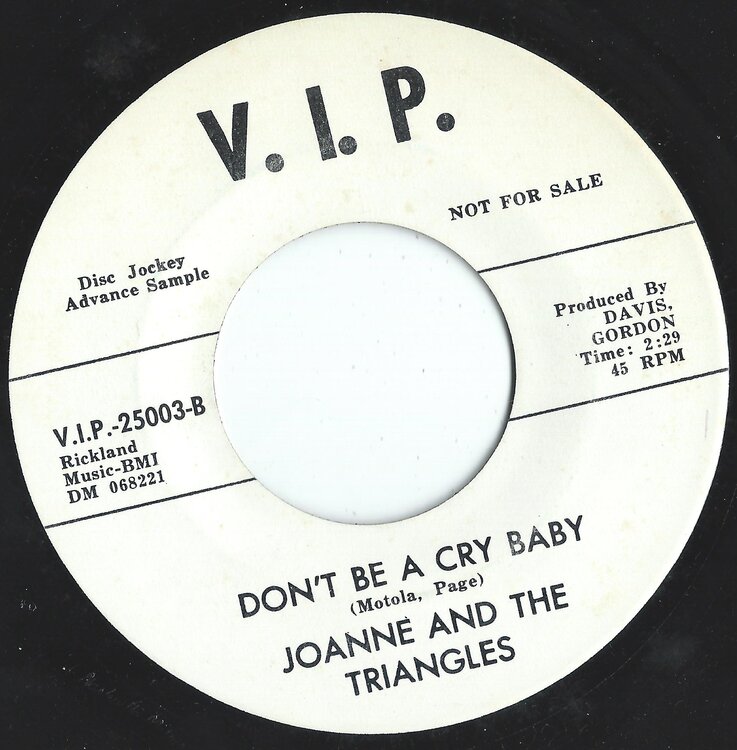 V. I. P.
NOT FOR SALE
Disc Jockey
Advance Sample
Produced By
DAVIS,
GORDON
Time: 2:29
45 RPM
V.I.P.-25003-B
Rickland
Music-BMI
DM 068221
DON'T BE A CRY BABY
(Motola, Page)
JOANNE AND THE
TRIANGLES